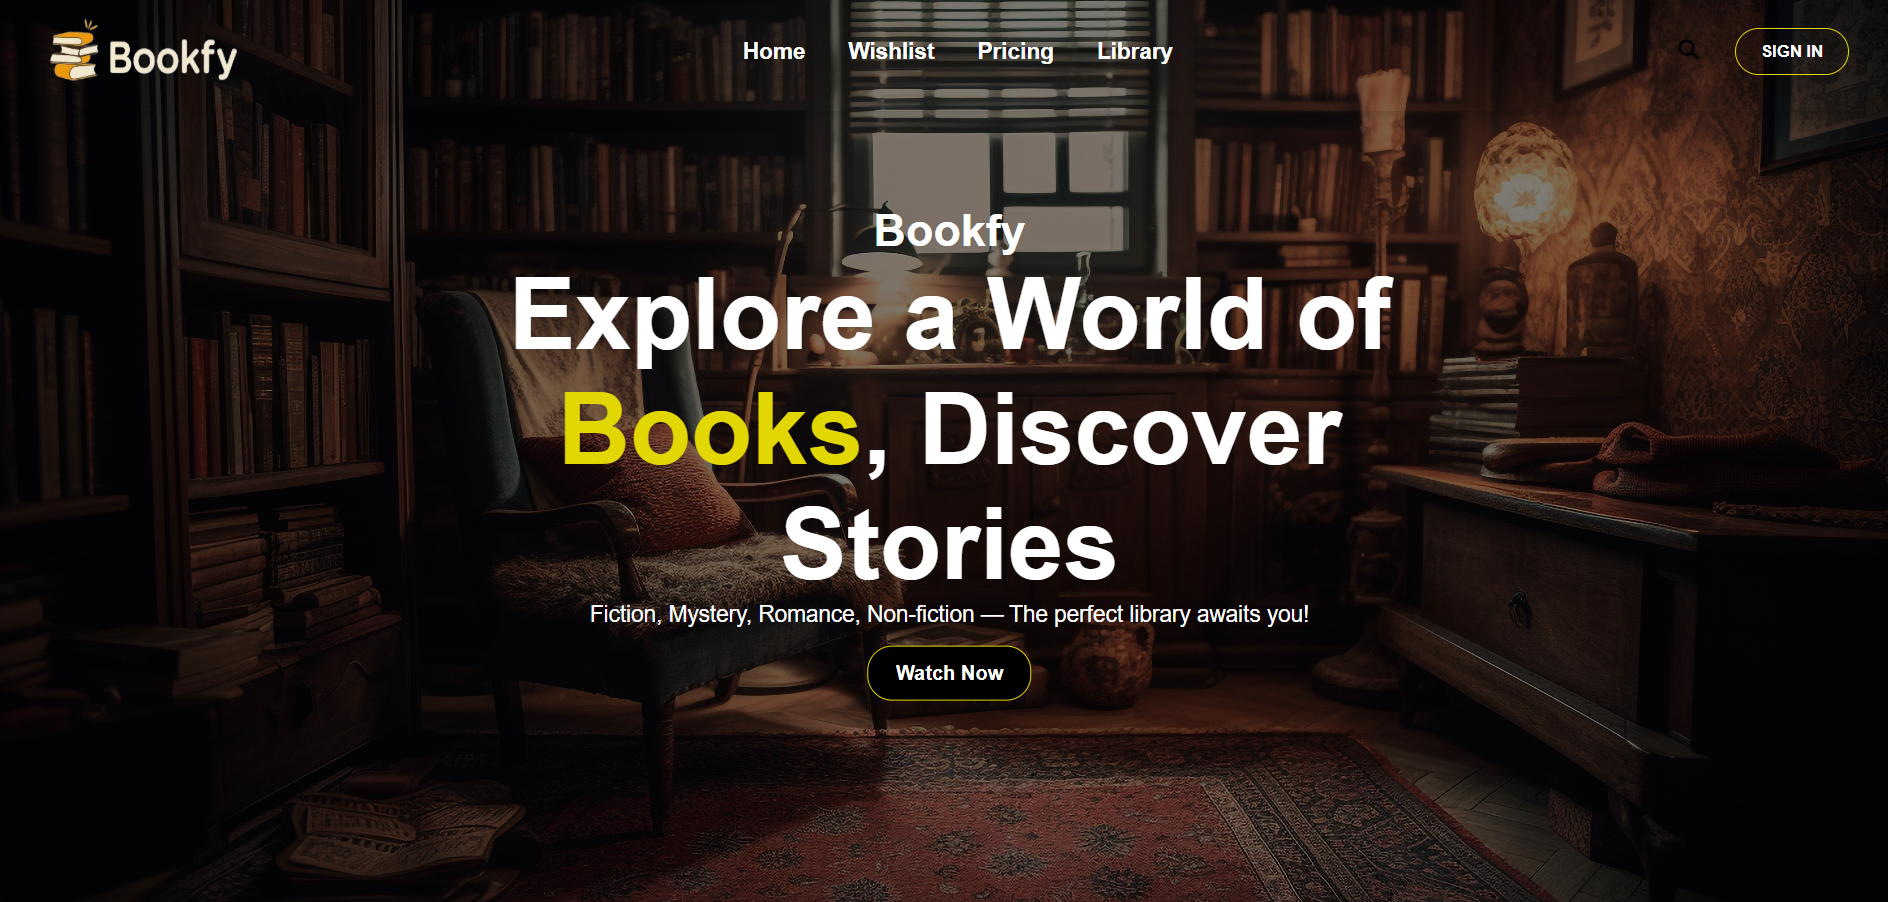 Bookfy
Home
Wishlist
Pricing
Library
SIGN IN
Bookfy
Explore a World of
Books, Discover
Stories
Fiction, Mystery, Romance, Non-fiction — The perfect library awaits you!
Watch Now